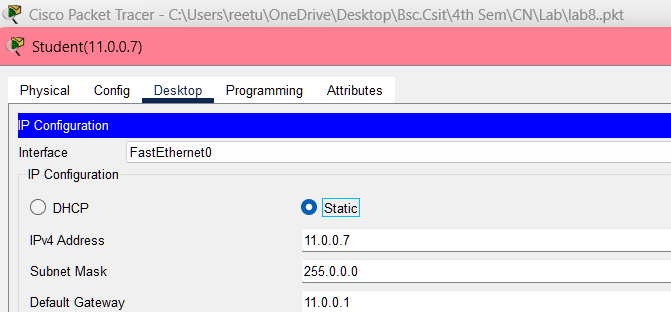 Cisco Packet Tracer - C:\Users\reetu\OneDrive\Desktop\Bsc.Csit\4th Sem\CN\Lab\lab8..pkt
Student(11.0.0.7)
Physical Config Desktop Programming Attributes
IP Configuration
Interface FastEthernet0
IP Configuration
DHCP Static
IPv4 Address 11.0.0.7
Subnet Mask 255.0.0.0
Default Gateway 11.0.0.1